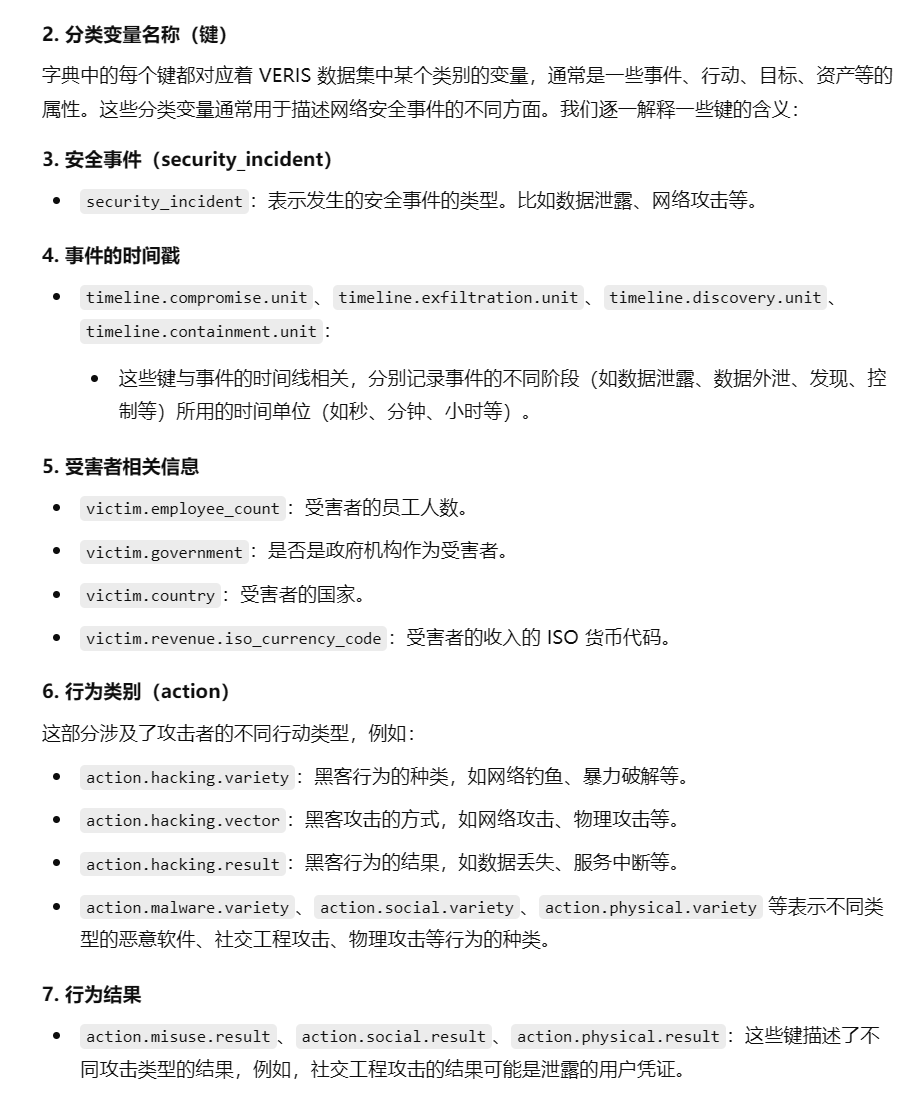 2. 分类变量名称（键）
字典中的每个键都对应着 VERIS 数据集中某个类别的变量，通常是一些事件、行动、目标、资产等的
属性。这些分类变量通常用于描述网络安全事件的不同方面。我们逐一解释一些键的含义：
3. 安全事件（security_incident）
• security_incident： 表示发生的安全事件的类型。比如数据泄露、网络攻击等。
4. 事件的时间戳
• timeline.compromise.unit、timeline.exfiltration.unit、timeline.discovery.unit、
timeline.containment.unit：
• 这些键与事件的时间线相关，分别记录事件的不同阶段（如数据泄露、数据外泄、发现、控
制等）所用的时间单位（如秒、分钟、小时等）。
5. 受害者相关信息
• victim.employee_count：受害者的员工人数。
• victim.government：是否是政府机构作为受害者。
• victim.country：受害者的国家。
• victim.revenue.iso_currency_code：受害者的收入的 ISO 货币代码。
6. 行为类别（action）
这部分涉及了攻击者的不同行动类型，例如：
• action.hacking.variety：黑客行为的种类，如网络钓鱼、暴力破解等。
• action.hacking.vector：黑客攻击的方式，如网络攻击、物理攻击等。
• action.hacking.result：黑客行为的结果，如数据丢失、服务中断等。
• action.malware.variety、action.social.variety、action.physical.variety 等表示不同类
型的恶意软件、社交工程攻击、物理攻击等行为的种类。
7. 行为结果
• action.misuse.result、action.social.result、action.physical.result：这些键描述了不
同攻击类型的结果，例如，社交工程攻击的结果可能是泄露的用户凭证。